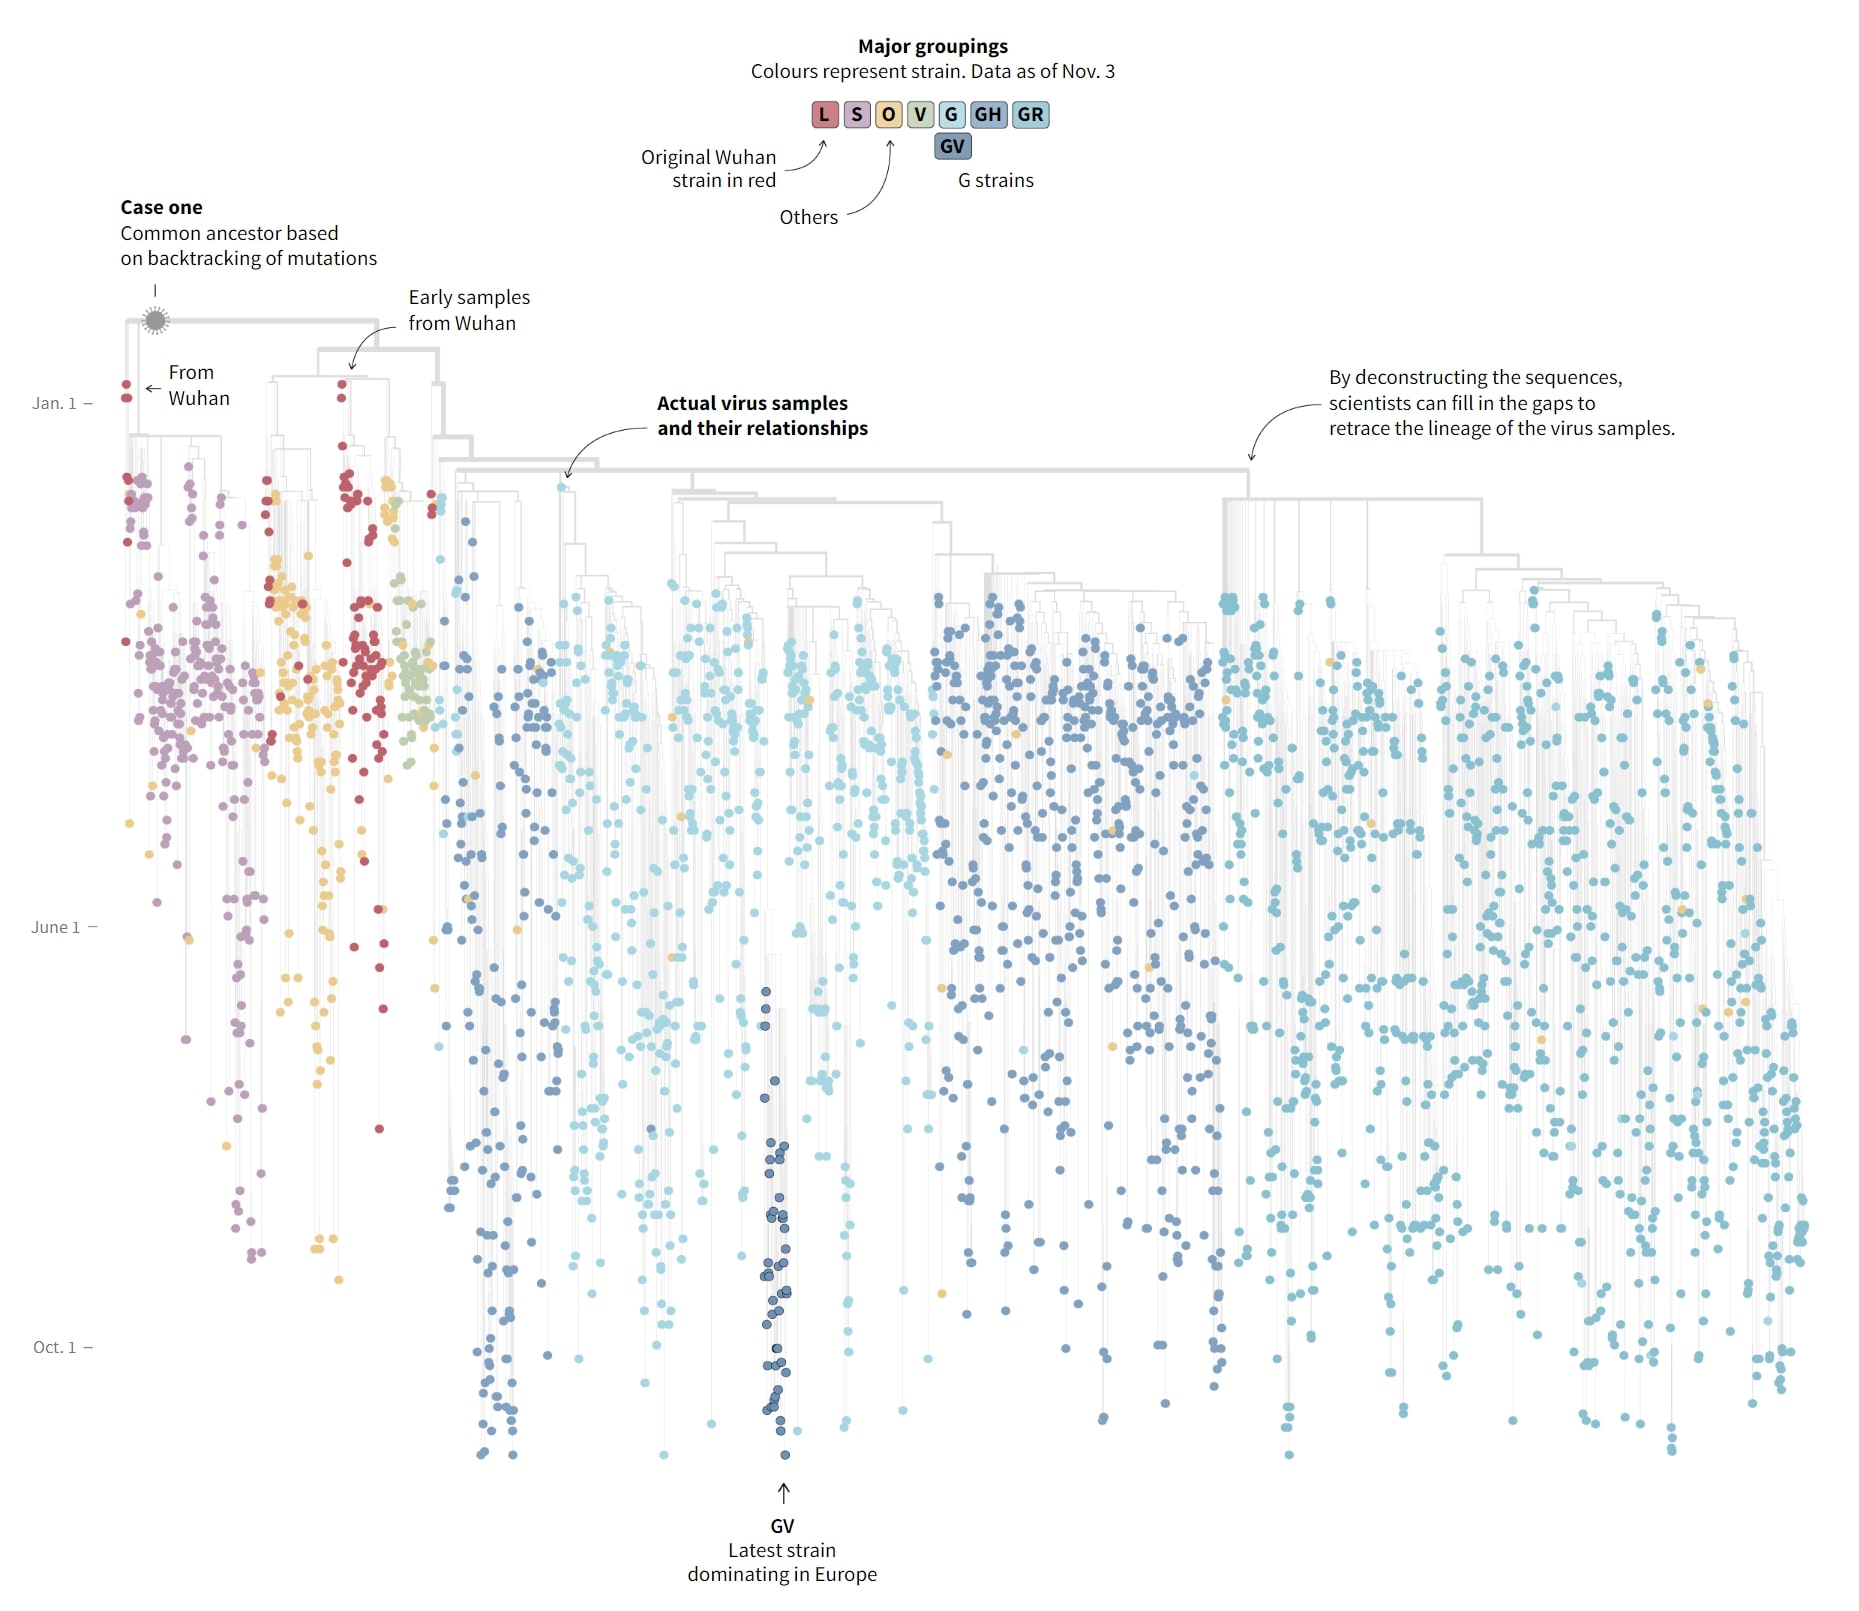 Major groupings
Colours represent strain. Data as of Nov. 3
L S O V G GH GR
GV
Original Wuhan
strain in red
G strains
Others
Case one
Common ancestor based
on backtracking of mutations
Early samples
from Wuhan
From
Wuhan
Jan. 1
Actual virus samples
and their relationships
By deconstructing the sequences,
scientists can fill in the gaps to
retrace the lineage of the virus samples.
June 1
Oct. 1
GV
Latest strain
dominating in Europe